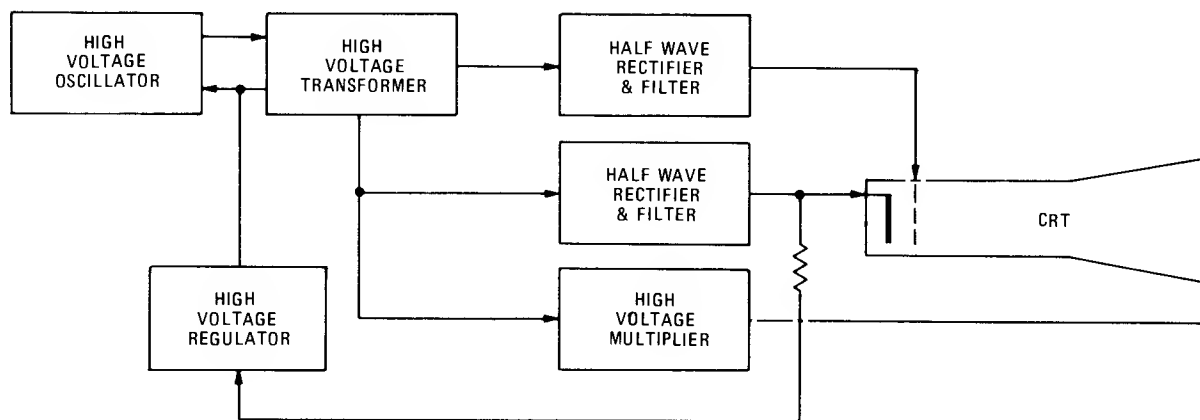 HIGH
VOLTAGE
OSCILLATOR
HIGH
VOLTAGE
TRANSFORMER
HALF WAVE
RECTIFIER
& FILTER
HALF WAVE
RECTIFIER
& FILTER
CRT
HIGH
VOLTAGE
REGULATOR
HIGH
VOLTAGE
MULTIPLIER